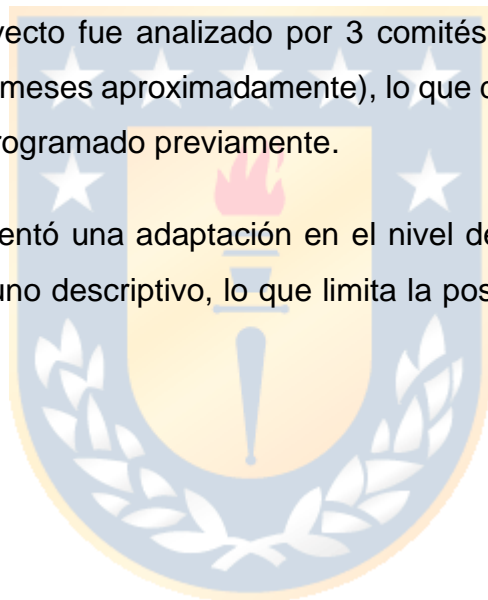 yecto fue analizado por 3 comités
meses aproximadamente), lo que
rogramado previamente.
entó una adaptación en el nivel de
uno descriptivo, lo que limita la pos